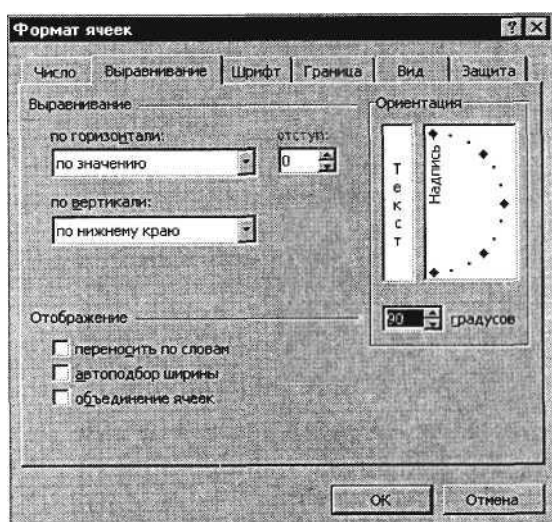 Формат ячеек
Число Выравнивание Шрифт Граница Вид Защита
Выравнивание
по горизонтали:
отступ:
по значению
0
по вертикали:
по нижнему краю
Ориентация
Текст
Надпись
90 градусов
Отображение
переносить по словам
автоподбор ширины
объединение ячеек
ОК Отмена